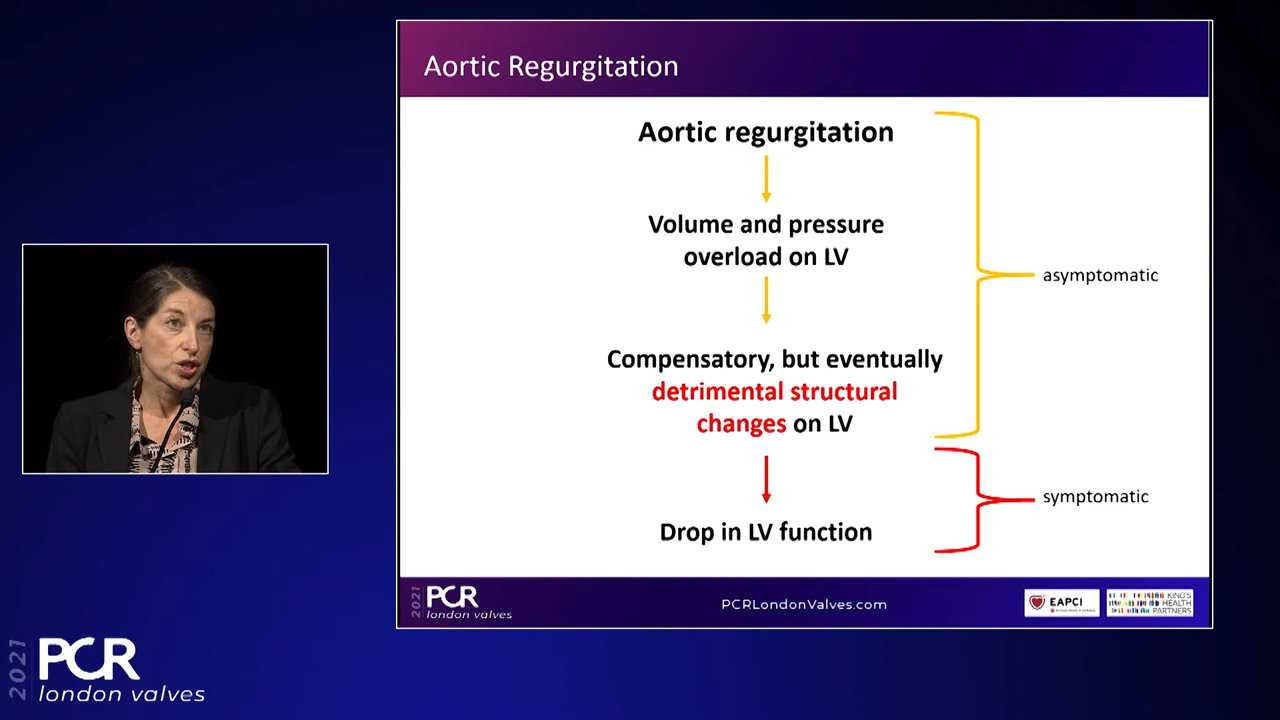 Aortic Regurgitation
Aortic regurgitation
Volume and pressure
overload on LV
asymptomatic
Compensatory, but eventually
detrimental structural
changes on LV
symptomatic
Drop in LV function
2021 PCR
london valves
PCRLondonValves.com
EAPCI
KING'S
HEALTH
PARTNERS
2021 PCR
london valves